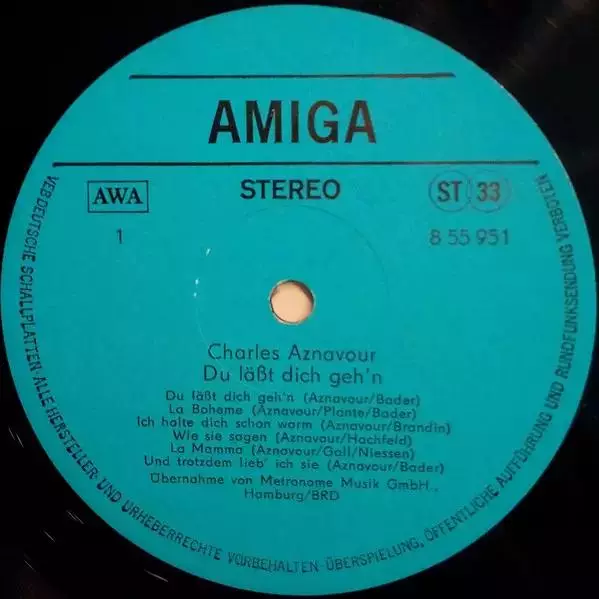 AMIGA
AWA
STEREO
ST 33
1
8 55 951
Charles Aznavour
Du läßt dich geh'n
Du läßt dich geh'n (Aznavour/Bader)
La Boheme (Aznavour/Plante/Bader)
Ich halte dich schon warm (Aznavour/Brandin)
Wie sie sagen (Aznavour/Hachfeld)
La Mamma (Aznavour/Gall/Niessen)
Und trotzdem lieb' ich sie (Aznavour/Bader)
Übernahme von Metronome Musik GmbH.,
Hamburg/BRD
VEB DEUTSCHE SCHALLPLATTEN · ALLE HERSTELLER- UND URHEBERRECHTE VORBEHALTEN · ÜBERSPIELUNG, ÖFFENTLICHE AUFFÜHRUNG UND RUNDFUNKSENDUNG VERBOTEN